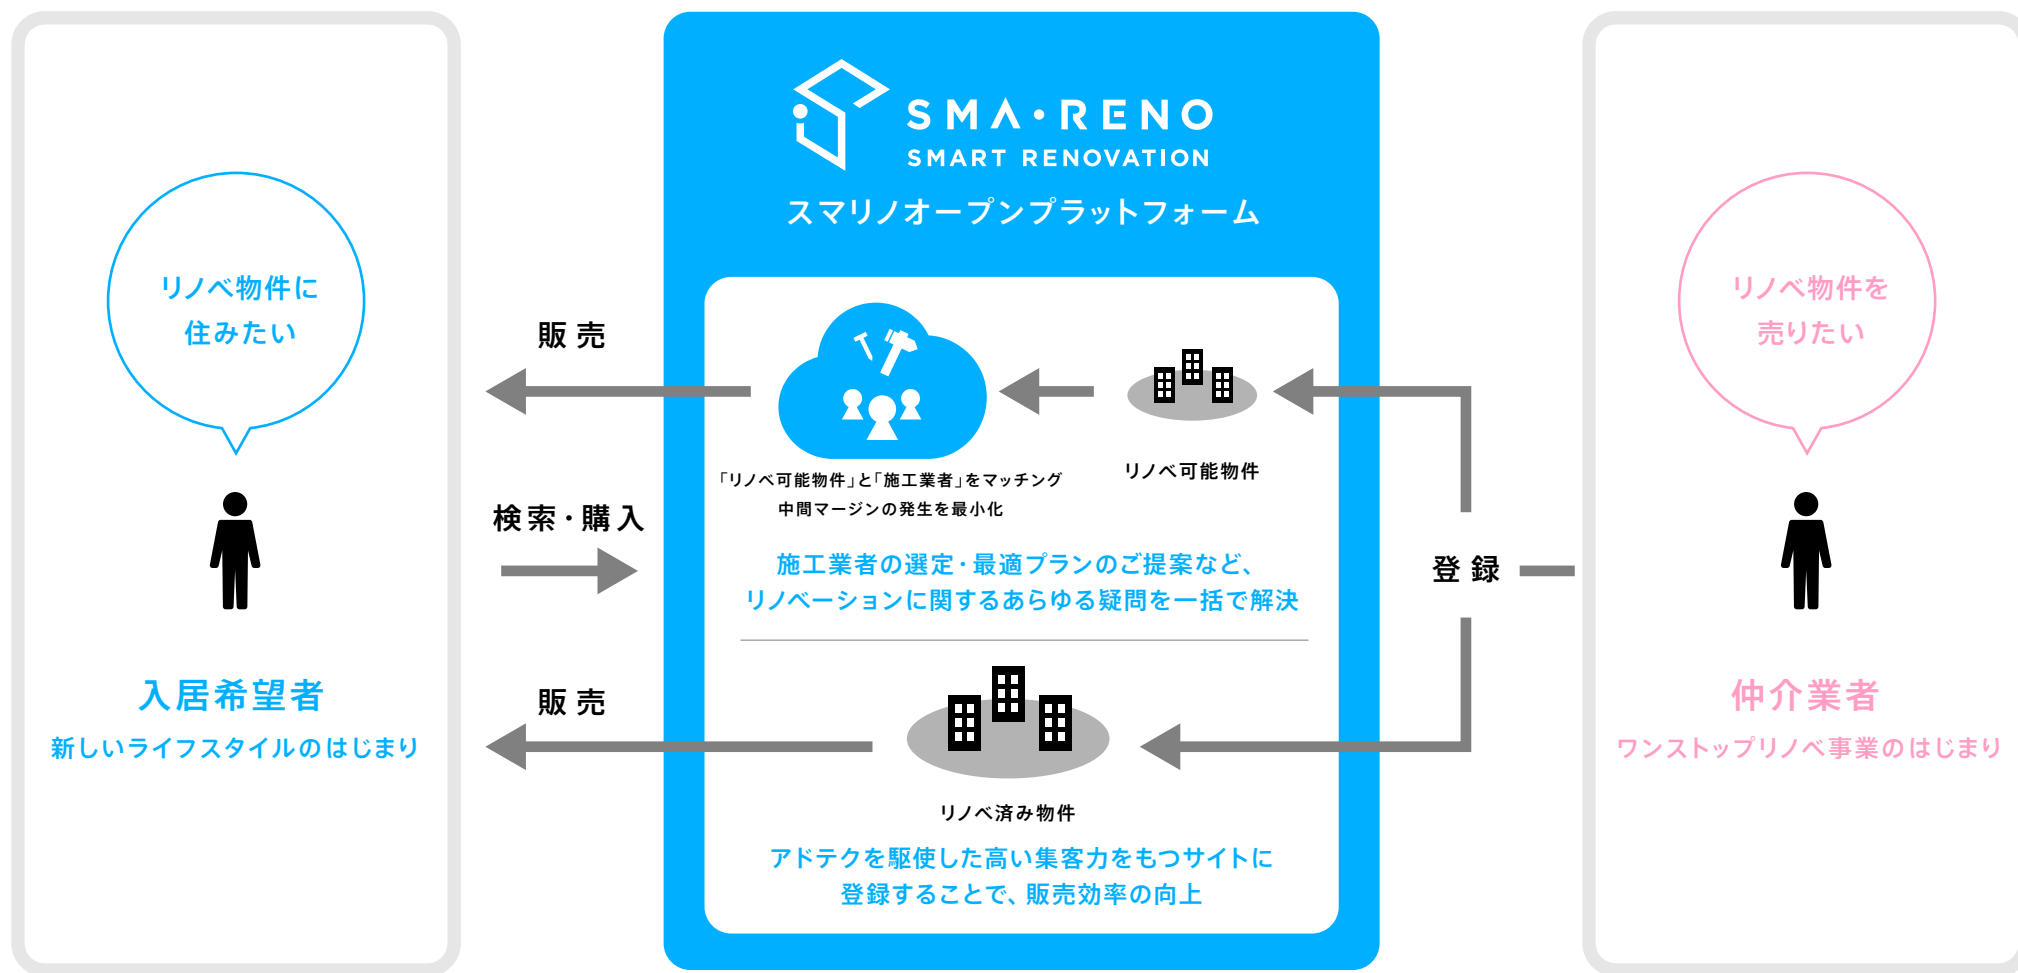 リノベ物件に
住みたい
入居希望者
新しいライフスタイルのはじまり
販売
検索・購入
販売
SMA・RENO
SMART RENOVATION
スマリノオープンプラットフォーム
「リノベ可能物件」と「施工業者」をマッチング
中間マージンの発生を最小化
リノベ可能物件
施工業者の選定・最適プランのご提案など、
リノベーションに関するあらゆる疑問を一括で解決
リノベ済み物件
アドテクを駆使した高い集客力をもつサイトに
登録することで、販売効率の向上
登録
リノベ物件を
売りたい
仲介業者
ワンストップリノベ事業のはじまり